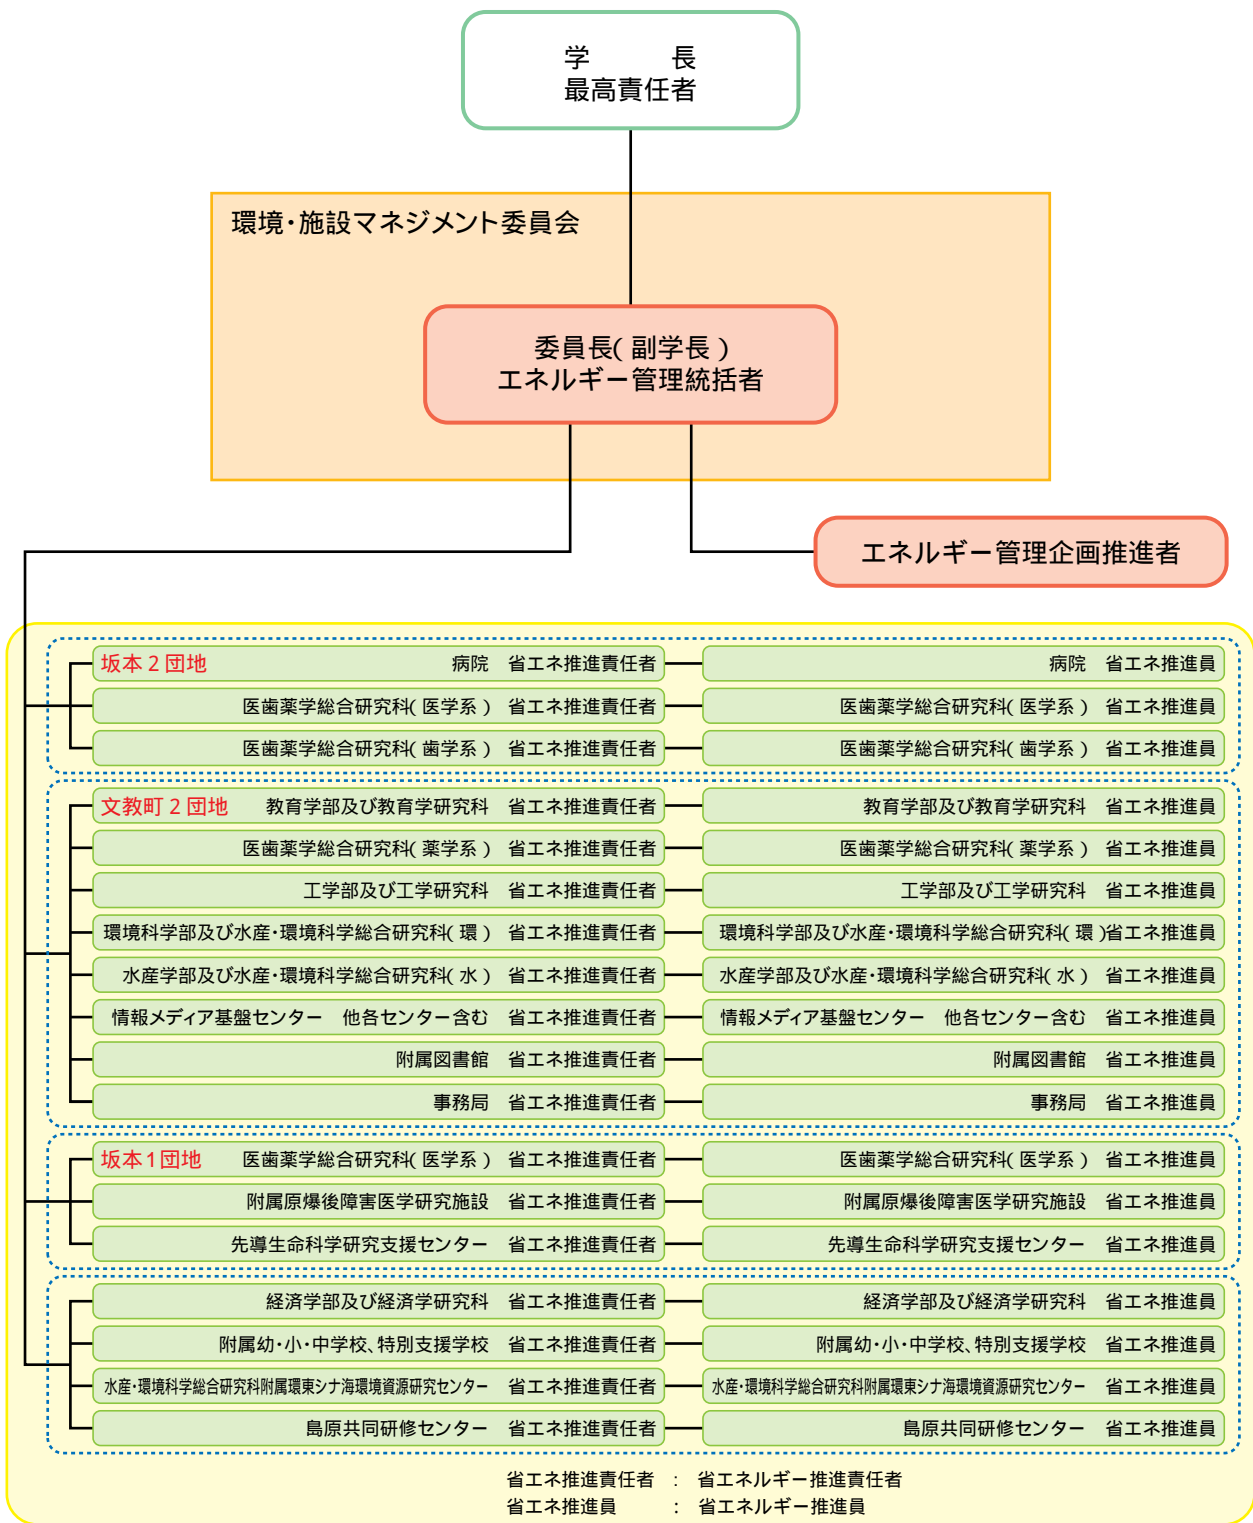 学　　　長
最高責任者
環境・施設マネジメント委員会
委員長(副学長)
エネルギー管理統括者
エネルギー管理企画推進者
坂本2団地　病院　省エネ推進責任者　病院　省エネ推進員
医歯薬学総合研究科(医学系)　省エネ推進責任者　医歯薬学総合研究科(医学系)　省エネ推進員
医歯薬学総合研究科(歯学系)　省エネ推進責任者　医歯薬学総合研究科(歯学系)　省エネ推進員
文教町2団地　教育学部及び教育学研究科　省エネ推進責任者　教育学部及び教育学研究科　省エネ推進員
医歯薬学総合研究科(薬学系)　省エネ推進責任者　医歯薬学総合研究科(薬学系)　省エネ推進員
工学部及び工学研究科　省エネ推進責任者　工学部及び工学研究科　省エネ推進員
環境科学部及び水産・環境科学総合研究科(環)　省エネ推進責任者　環境科学部及び水産・環境科学総合研究科(環)省エネ推進員
水産学部及び水産・環境科学総合研究科(水)　省エネ推進責任者　水産学部及び水産・環境科学総合研究科(水)　省エネ推進員
情報メディア基盤センター　他各センター含む　省エネ推進責任者　情報メディア基盤センター　他各センター含む　省エネ推進員
附属図書館　省エネ推進責任者　附属図書館　省エネ推進員
事務局　省エネ推進責任者　事務局　省エネ推進員
坂本1団地　医歯薬学総合研究科(医学系)　省エネ推進責任者　医歯薬学総合研究科(医学系)　省エネ推進員
附属原爆後障害医学研究施設　省エネ推進責任者　附属原爆後障害医学研究施設　省エネ推進員
先導生命科学研究支援センター　省エネ推進責任者　先導生命科学研究支援センター　省エネ推進員
経済学部及び経済学研究科　省エネ推進責任者　経済学部及び経済学研究科　省エネ推進員
附属幼・小・中学校、特別支援学校　省エネ推進責任者　附属幼・小・中学校、特別支援学校　省エネ推進員
水産・環境科学総合研究科附属環東シナ海環境資源研究センター　省エネ推進責任者　水産・環境科学総合研究科附属環東シナ海環境資源研究センター　省エネ推進員
島原共同研修センター　省エネ推進責任者　島原共同研修センター　省エネ推進員
省エネ推進責任者　:　省エネルギー推進責任者
省エネ推進員　　　:　省エネルギー推進員